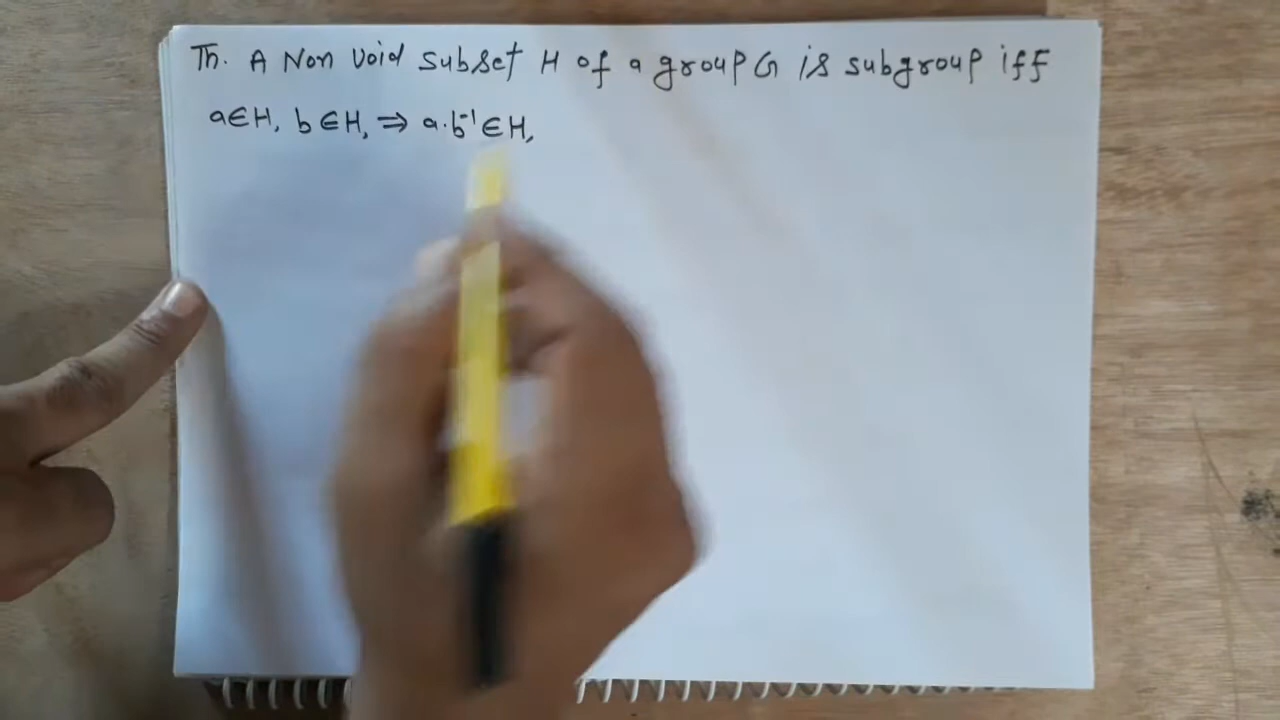 Th. A Non Void subset H of a group G is subgroup iff
a∈H, b∈H, ⇒ a·b⁻¹∈H,